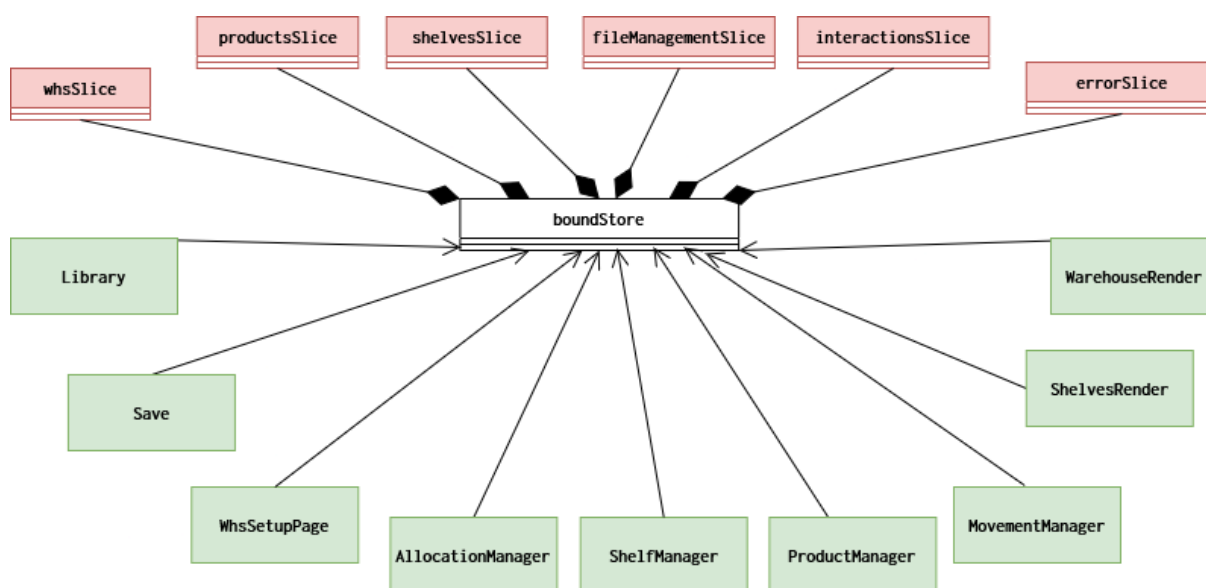 productsSlice
shelvesSlice
fileManagementSlice
interactionsSlice
whsSlice
errorSlice
boundStore
Library
WarehouseRender
Save
ShelvesRender
WhsSetupPage
AllocationManager
ShelfManager
ProductManager
MovementManager